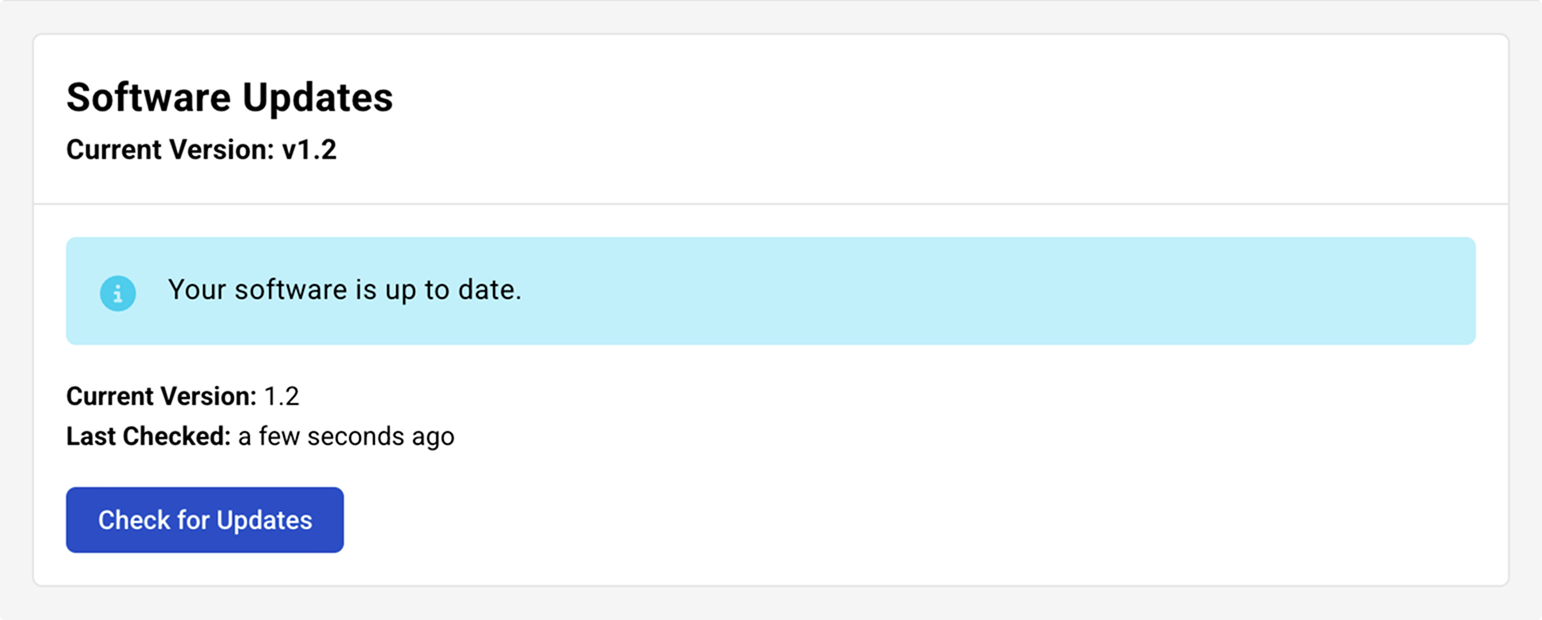 Software Updates
Current Version: v1.2
Your software is up to date.
Current Version: 1.2
Last Checked: a few seconds ago
Check for Updates